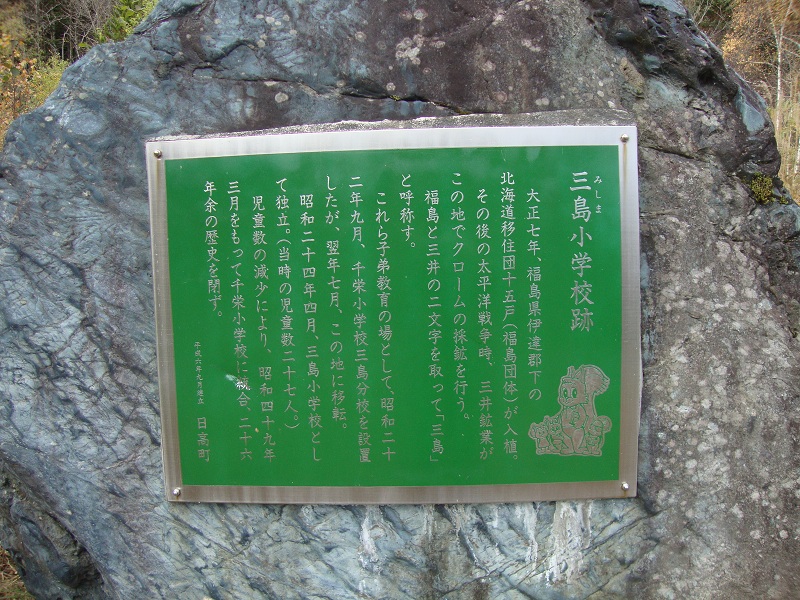 みしま
三島小学校跡
大正七年、福島県伊達郡下の
北海道移住団十五戸(福島団体)が入植。
その後の太平洋戦争時、三井鉱業が
この地でクロームの採鉱を行う。
福島と三井の二文字を取って「三島」
と呼称す。
これら子弟教育の場として、昭和二十
二年九月、千栄小学校三島分校を設置
したが、翌年七月、この地に移転。
昭和二十四年四月、三島小学校とし
て独立。(当時の児童数二十七人。)
児童数の減少により、昭和四十九年
三月をもって千栄小学校に統合、二十六
年余の歴史を閉ず。
平成六年九月建立
日高町